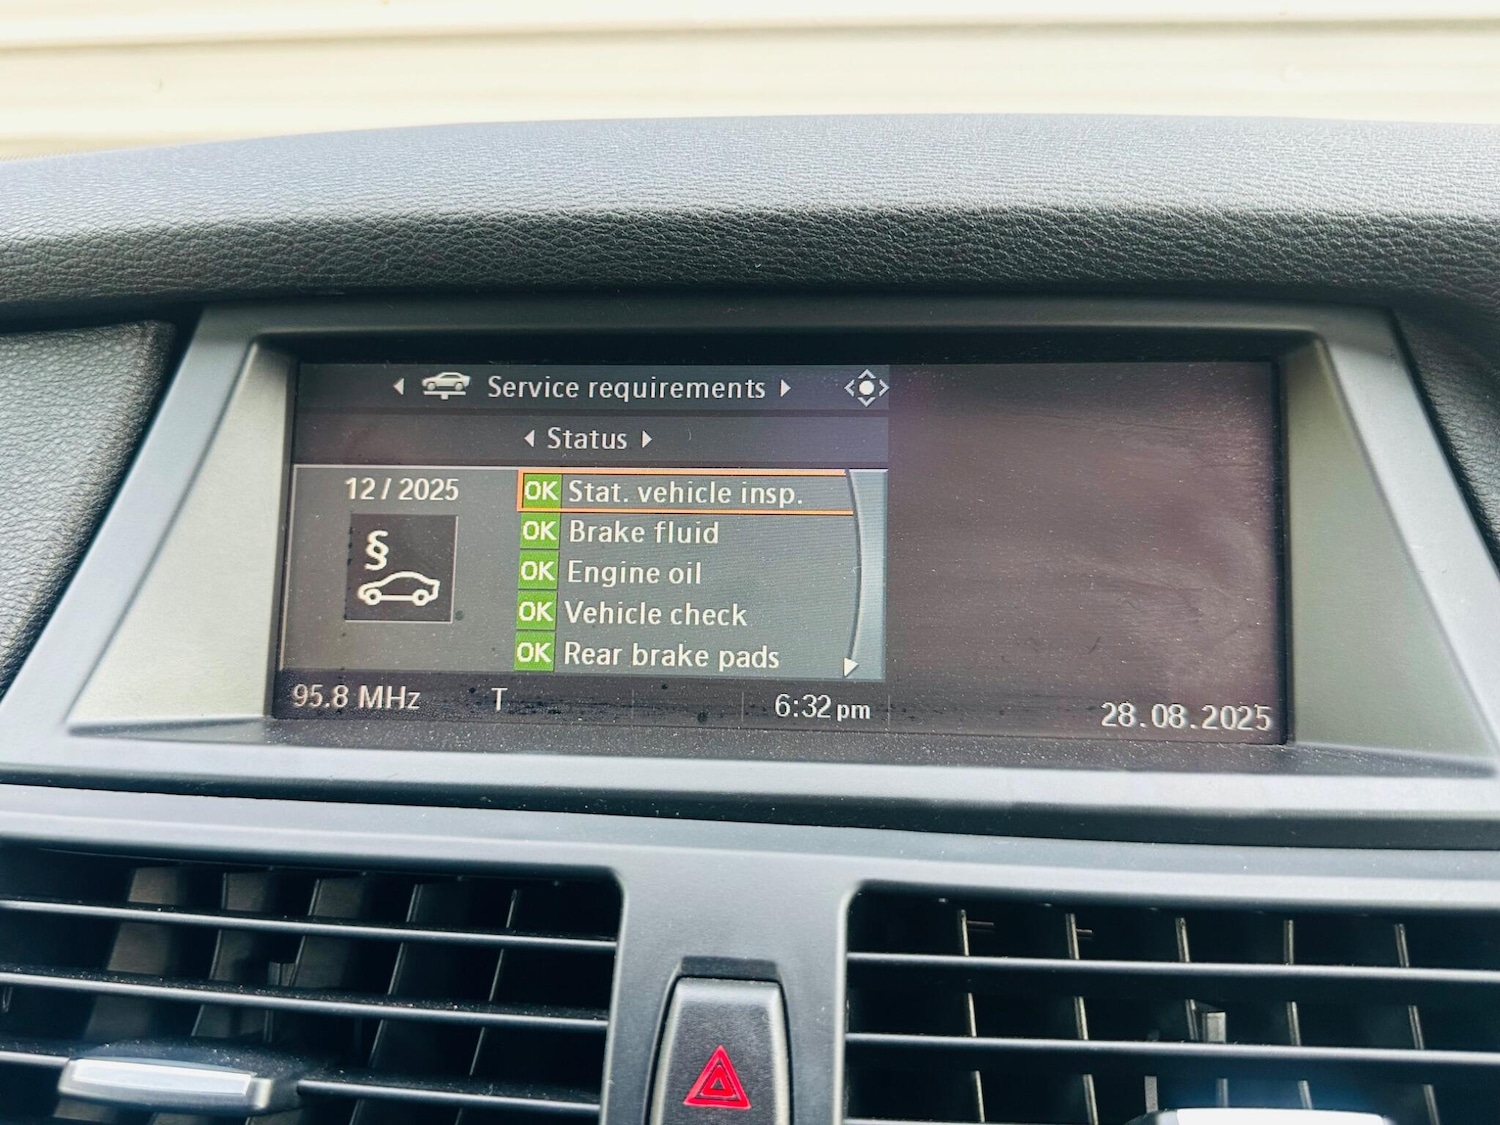 Service requirements
Status
12 / 2025
§
OK Stat. vehicle insp.
OK Brake fluid
OK Engine oil
OK Vehicle check
OK Rear brake pads
95.8 MHz T 6:32 pm 28.08.2025